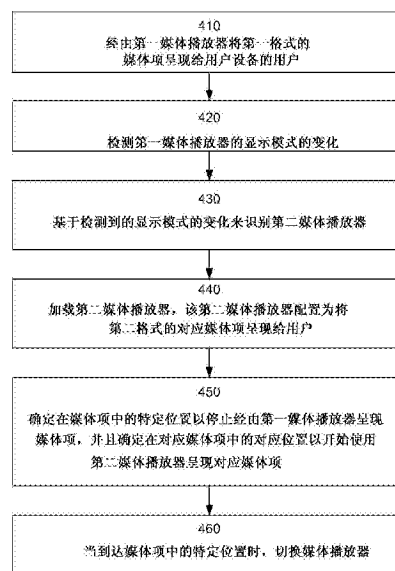 410
经由第一媒体播放器将第一格式的
媒体项呈现给用户设备的用户
420
检测第一媒体播放器的显示模式的变化
430
基于检测到的显示模式的变化来识别第二媒体播放器
440
加载第二媒体播放器，该第二媒体播放器配置为将
第二格式的对应媒体项呈现给用户
450
确定在媒体项中的特定位置以停止经由第一媒体播放器呈现
媒体项，并且确定在对应媒体项中的对应位置以开始使用
第二媒体播放器呈现对应媒体项
460
当到达媒体项中的特定位置时，切换媒体播放器